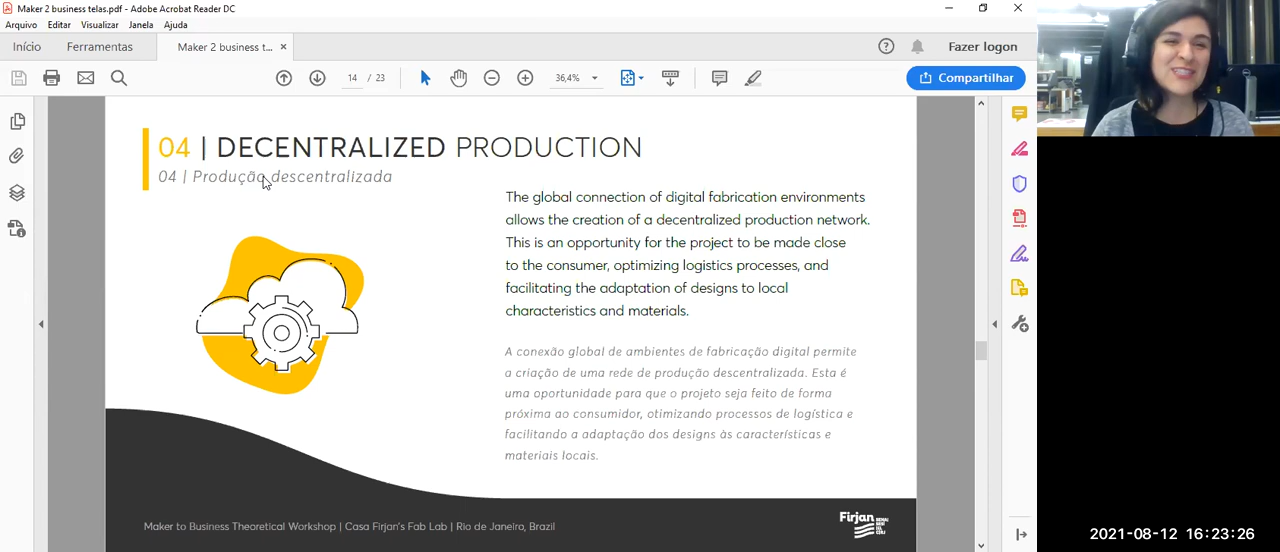 Maker 2 business telas.pdf - Adobe Acrobat Reader DC
Arquivo Editar Visualizar Janela Ajuda
Início Ferramentas Maker 2 business t... × Fazer logon
14 / 23 36,4% Compartilhar
04 | DECENTRALIZED PRODUCTION
04 | Produção descentralizada
The global connection of digital fabrication environments
allows the creation of a decentralized production network.
This is an opportunity for the project to be made close
to the consumer, optimizing logistics processes, and
facilitating the adaptation of designs to local
characteristics and materials.
A conexão global de ambientes de fabricação digital permite
a criação de uma rede de produção descentralizada. Esta é
uma oportunidade para que o projeto seja feito de forma
próxima ao consumidor, otimizando processos de logística e
facilitando a adaptação dos designs às características e
materiais locais.
Maker to Business Theoretical Workshop | Casa Firjan's Fab Lab | Rio de Janeiro, Brazil
Firjan
2021-08-12 16:23:26